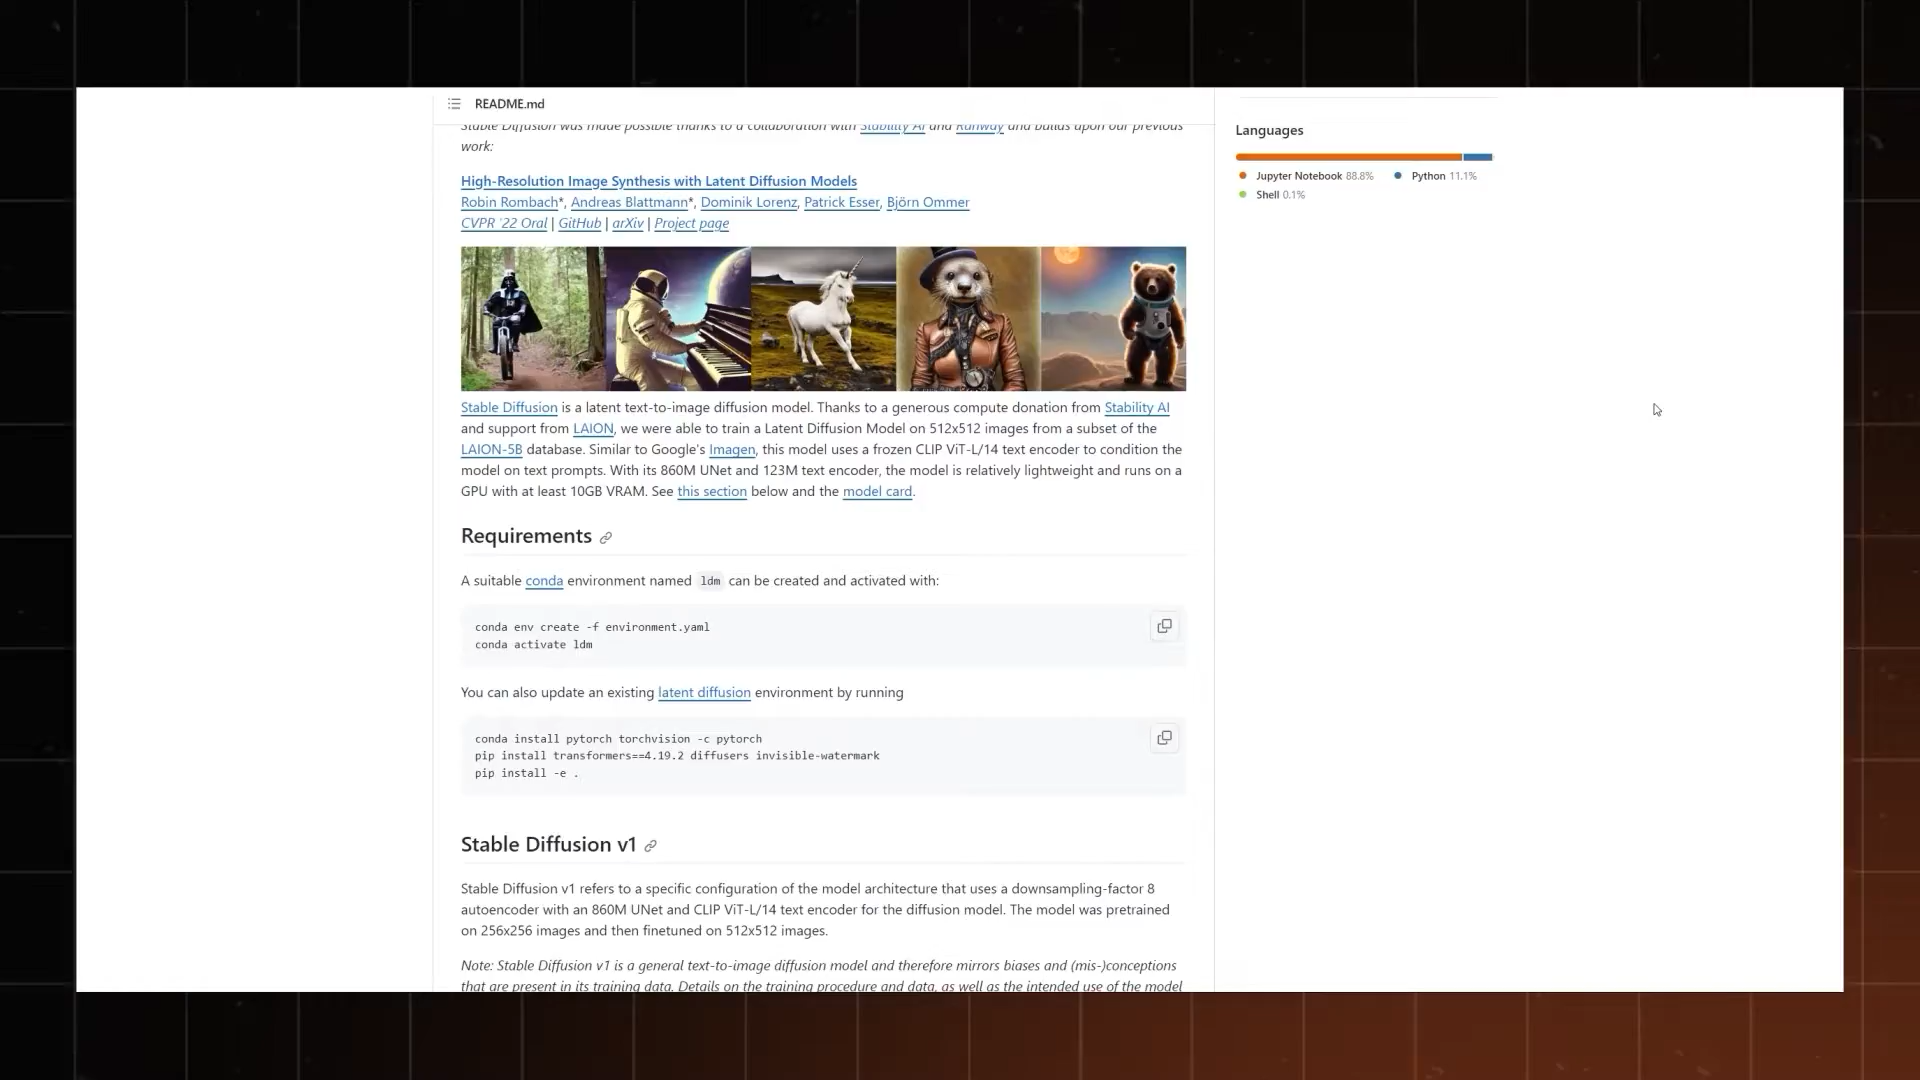 README.md
Stable Diffusion was made possible thanks to a collaboration with Stability AI and Runway and builds upon our previous
work:
High-Resolution Image Synthesis with Latent Diffusion Models
Robin Rombach*, Andreas Blattmann*, Dominik Lorenz, Patrick Esser, Björn Ommer
CVPR '22 Oral | GitHub | arXiv | Project page
Stable Diffusion is a latent text-to-image diffusion model. Thanks to a generous compute donation from Stability AI
and support from LAION, we were able to train a Latent Diffusion Model on 512x512 images from a subset of the
LAION-5B database. Similar to Google's Imagen, this model uses a frozen CLIP ViT-L/14 text encoder to condition the
model on text prompts. With its 860M UNet and 123M text encoder, the model is relatively lightweight and runs on a
GPU with at least 10GB VRAM. See this section below and the model card.
Requirements
A suitable conda environment named ldm can be created and activated with:
conda env create -f environment.yaml
conda activate ldm
You can also update an existing latent diffusion environment by running
conda install pytorch torchvision -c pytorch
pip install transformers==4.19.2 diffusers invisible-watermark
pip install -e .
Stable Diffusion v1
Stable Diffusion v1 refers to a specific configuration of the model architecture that uses a downsampling-factor 8
autoencoder with an 860M UNet and CLIP ViT-L/14 text encoder for the diffusion model. The model was pretrained
on 256x256 images and then finetuned on 512x512 images.
Note: Stable Diffusion v1 is a general text-to-image diffusion model and therefore mirrors biases and (mis-)conceptions
that are present in its training data. Details on the training procedure and data, as well as the intended use of the model
Languages
Jupyter Notebook 88.8%
Python 11.1%
Shell 0.1%